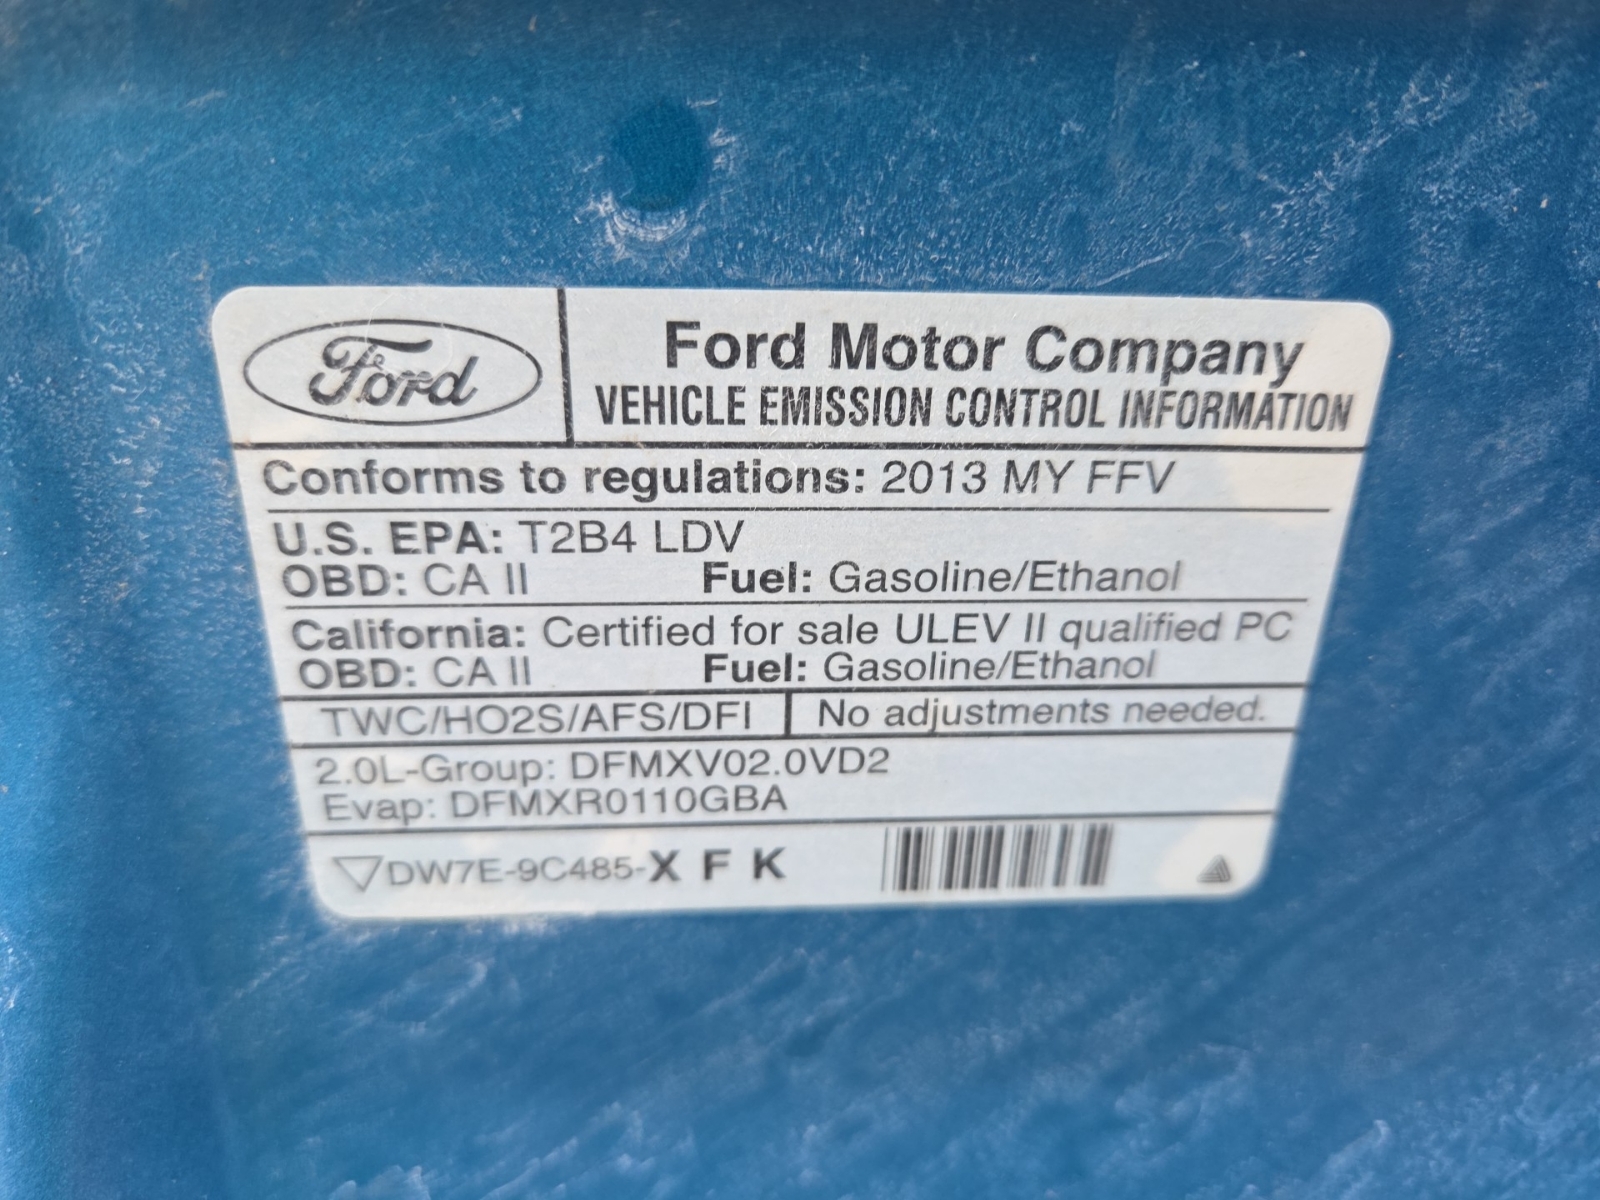 Ford
Ford Motor Company
VEHICLE EMISSION CONTROL INFORMATION
Conforms to regulations: 2013 MY FFV
U.S. EPA: T2B4 LDV
OBD: CA II Fuel: Gasoline/Ethanol
California: Certified for sale ULEV II qualified PC
OBD: CA II Fuel: Gasoline/Ethanol
TWC/HO2S/AFS/DFI No adjustments needed.
2.0L-Group: DFMXV02.0VD2
Evap: DFMXR0110GBA
DW7E-9C485-X F K